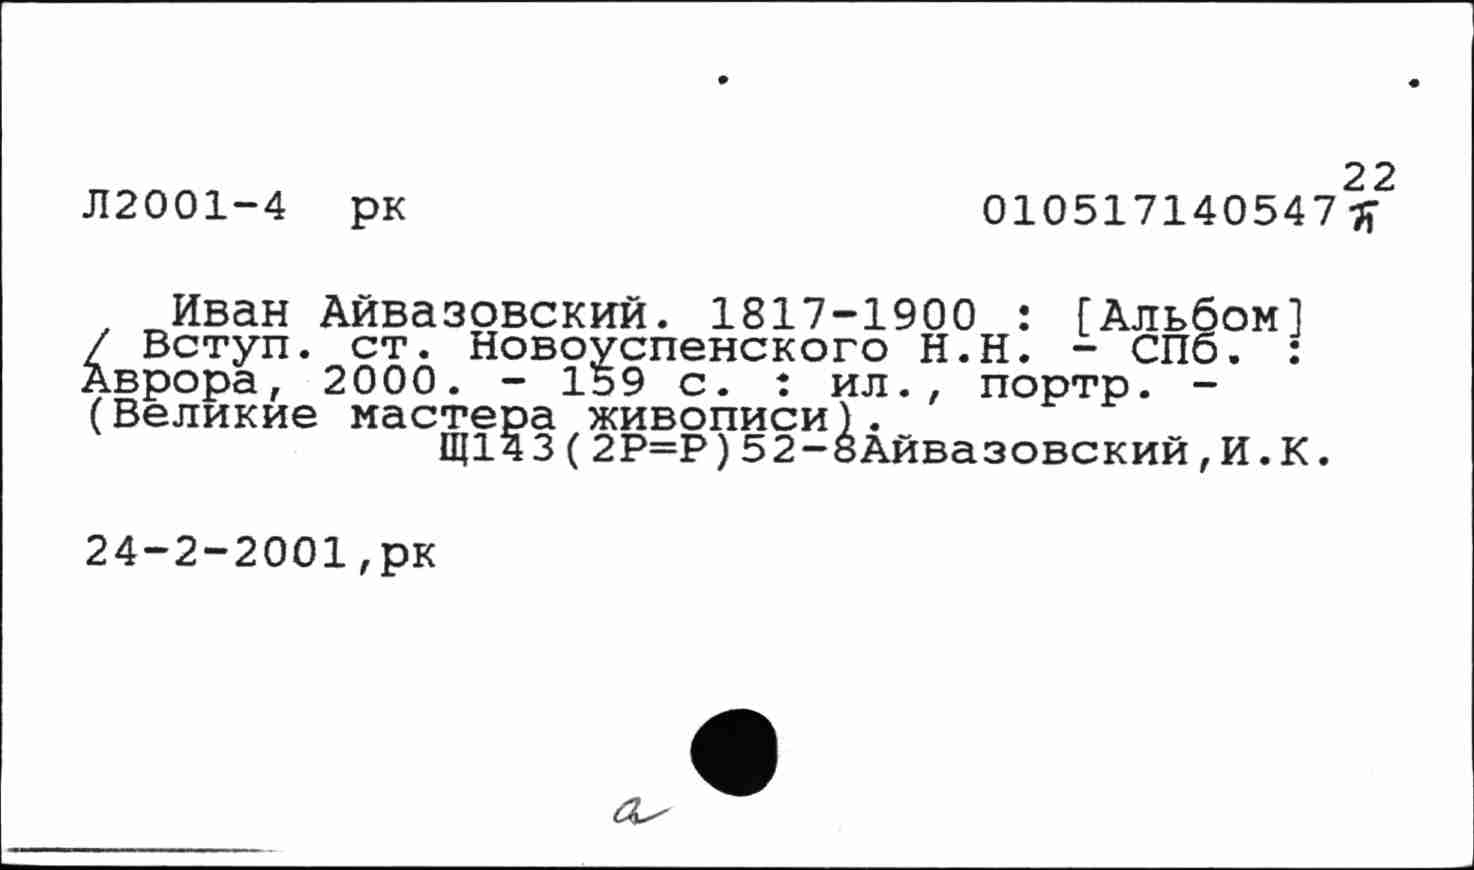 22
Л2001-4 рк 010517140547 п
Иван Айвазовский. 1817-1900 : [Альбом]
/ Вступ. ст. Новоуспенского Н.Н. - СПб. :
Аврора, 2000. - 159 с. : ил., портр. -
(Великие мастера живописи).
Щ143(2Р=Р)52-8Айвазовский,И.К.
24-2-2001,рк
а